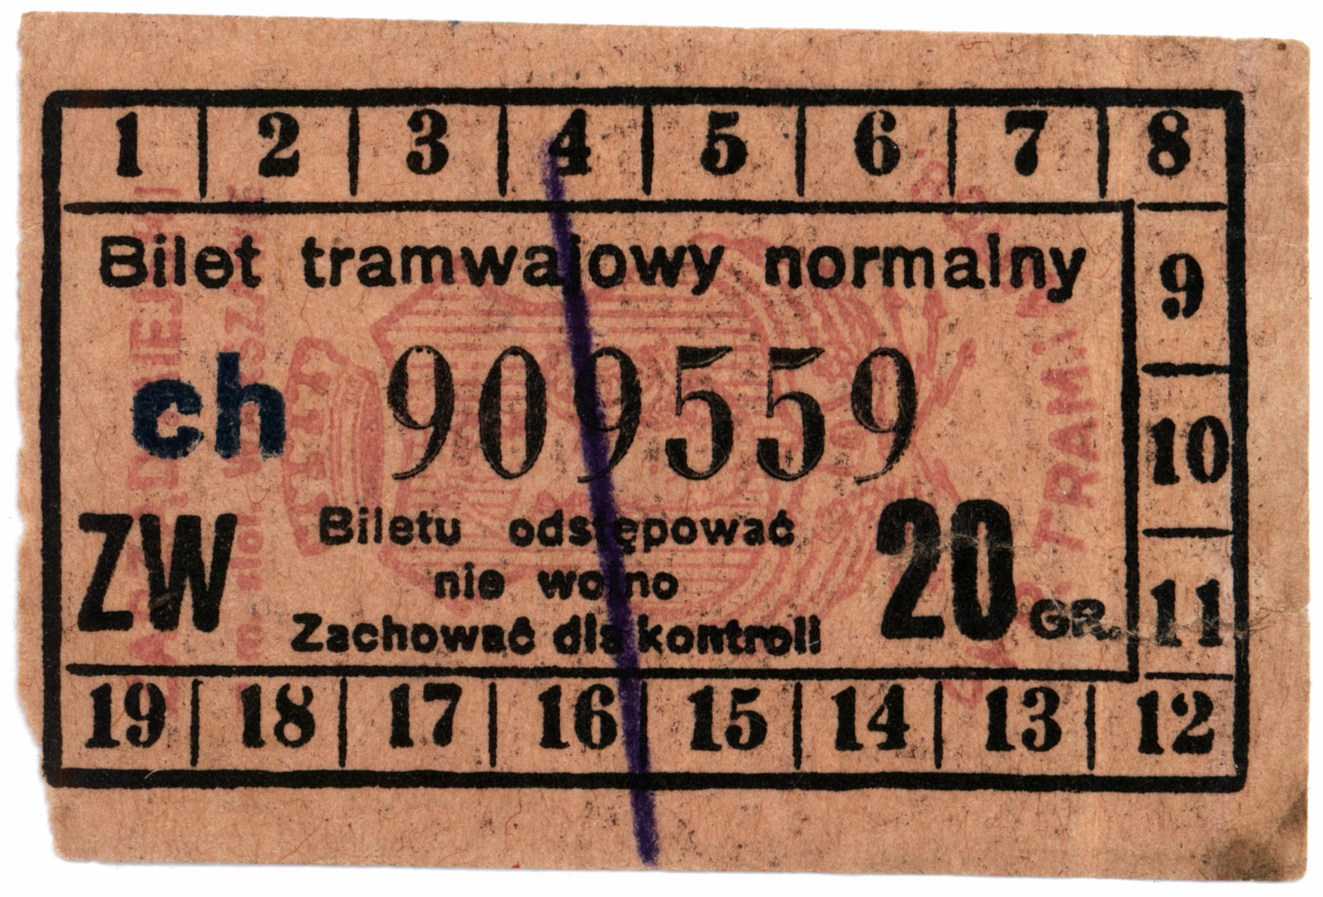 1 2 3 4 5 6 7 8
Bilet tramwajowy normalny
9
ch 909559
10
ZW
Biletu odstępować
nie wolno
Zachować dla kontroli!
20 GR.
11
19 18 17 16 15 14 13 12